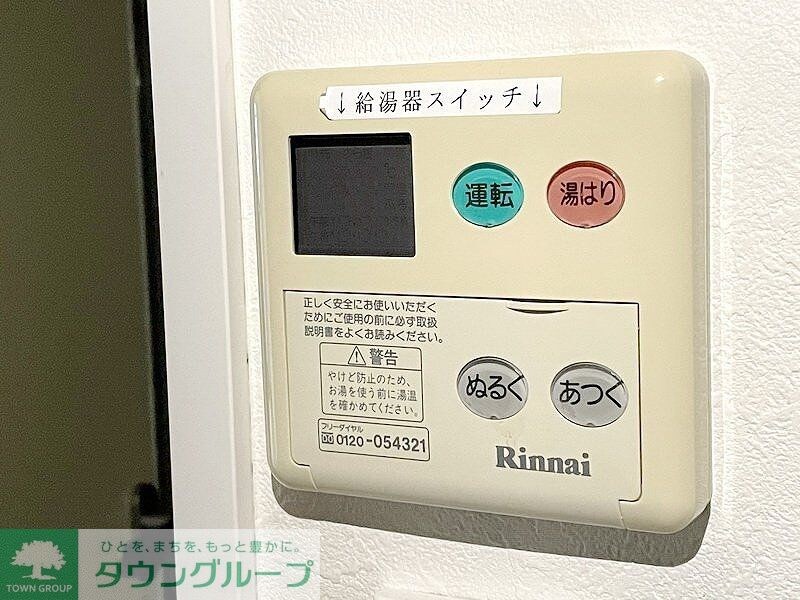 ↓給湯器スイッチ↓
運転
湯はり
正しく安全にお使いいただく
ためにご使用の前に必ず取扱
説明書をよくお読みください。
警告
やけど防止のため、
お湯を使う前に湯温
を確かめてください。
フリーダイヤル
0120-054321
ぬるく
あつく
Rinnai
ひとを、まちを、もっと豊かに。
タウングループ
TOWN GROUP